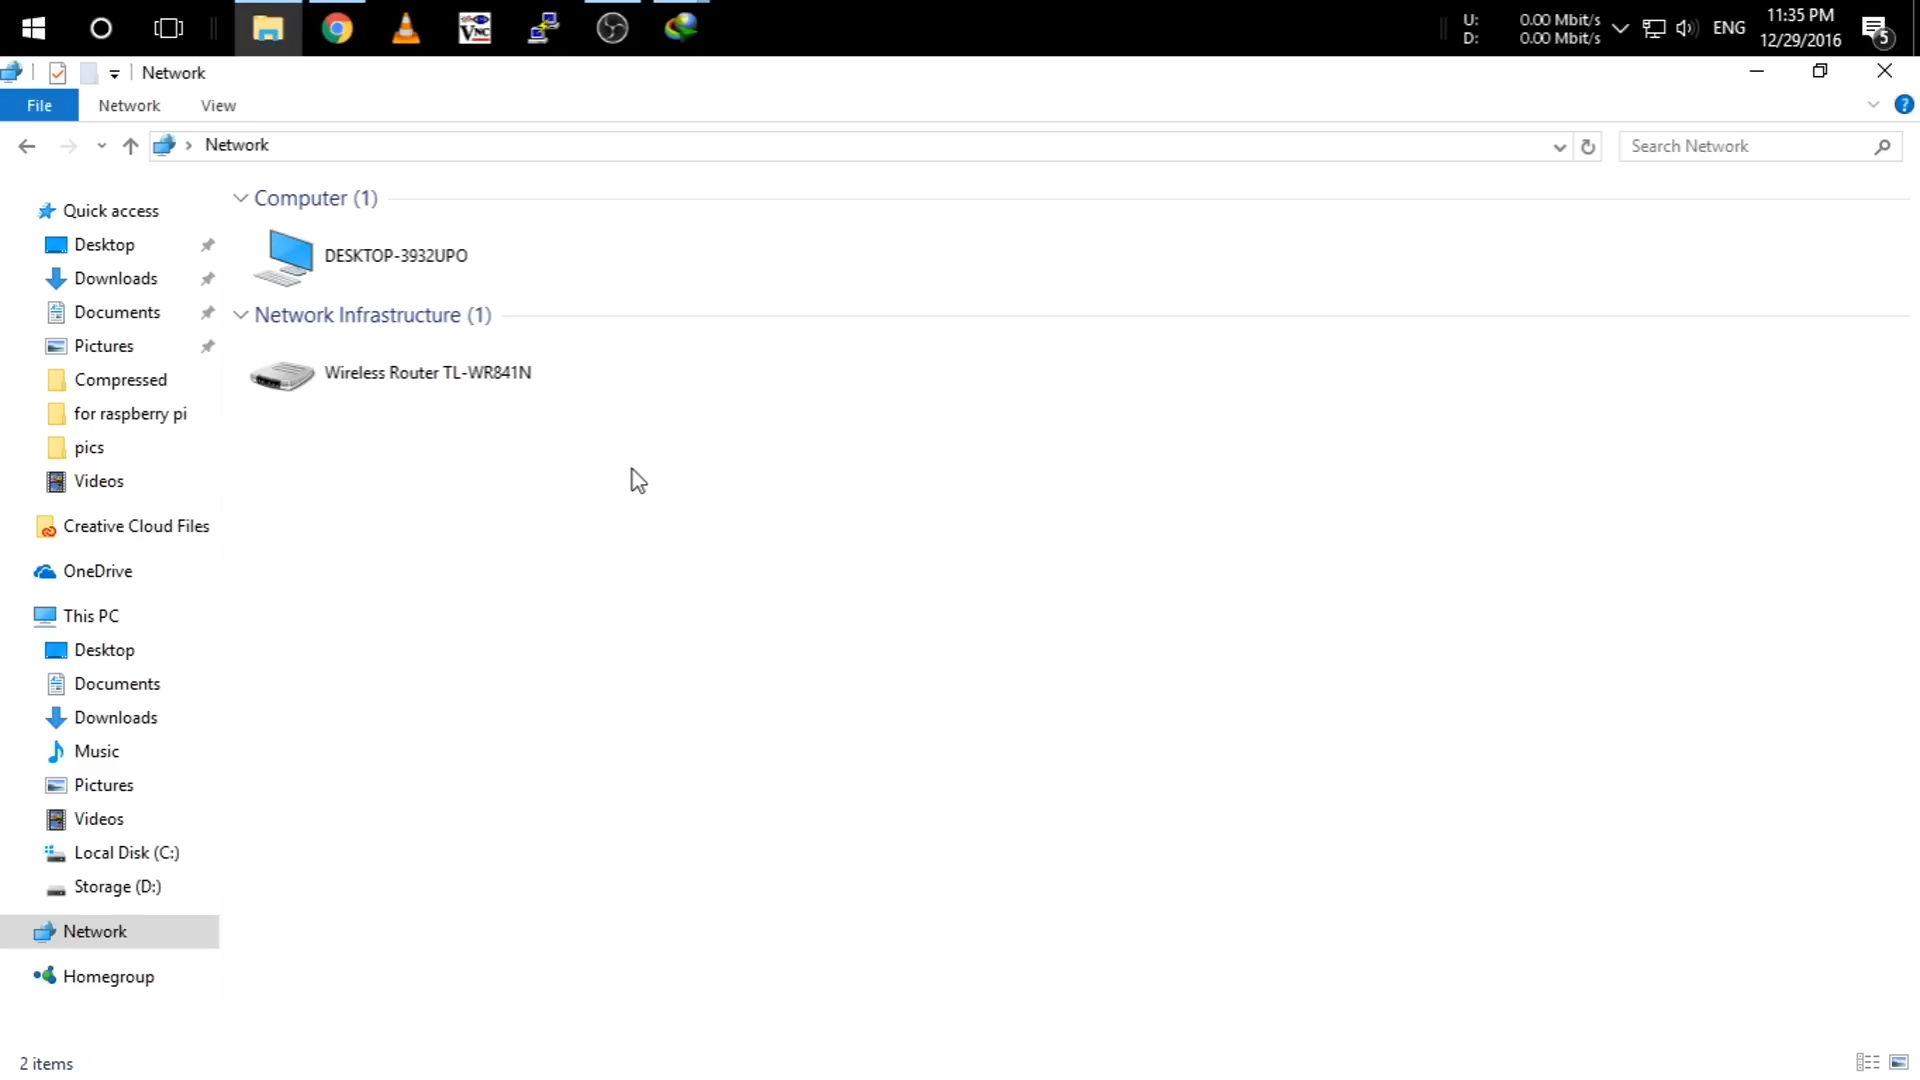 U: 0.00 Mbit/s
D: 0.00 Mbit/s
ENG
11:35 PM
12/29/2016
5
Network
File
Network
View
?
Network
Search Network
Quick access
Desktop
Downloads
Documents
Pictures
Compressed
for raspberry pi
pics
Videos
Creative Cloud Files
OneDrive
This PC
Desktop
Documents
Downloads
Music
Pictures
Videos
Local Disk (C:)
Storage (D:)
Network
Homegroup
Computer (1)
DESKTOP-3932UPO
Network Infrastructure (1)
Wireless Router TL-WR841N
2 items
VNC